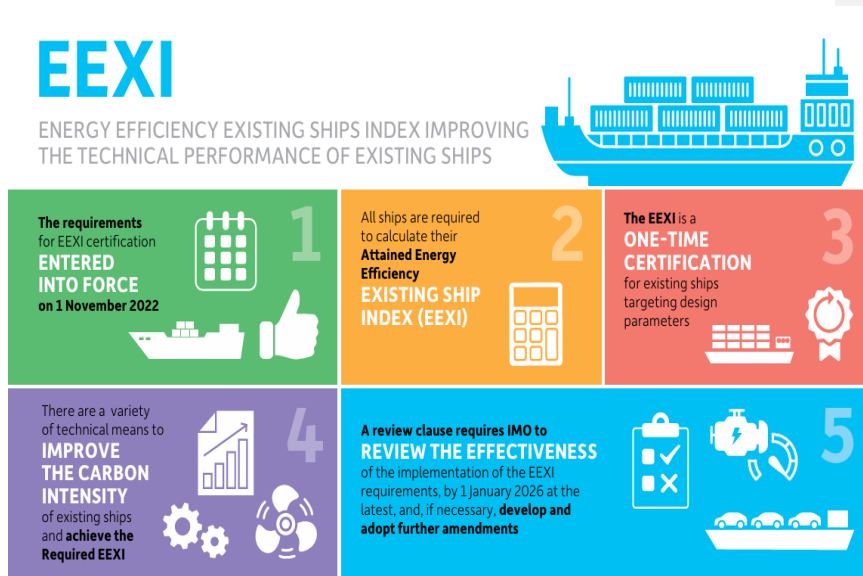 EEXI
ENERGY EFFICIENCY EXISTING SHIPS INDEX IMPROVING
THE TECHNICAL PERFORMANCE OF EXISTING SHIPS
1
The requirements
for EEXI certification
ENTERED
INTO FORCE
on 1 November 2022
2
All ships are required
to calculate their
Attained Energy
Efficiency
EXISTING SHIP
INDEX (EEXI)
3
The EEXI is a
ONE-TIME
CERTIFICATION
for existing ships
targeting design
parameters
4
There are a variety
of technical means to
IMPROVE
THE CARBON
INTENSITY
of existing ships
and achieve the
Required EEXI
5
A review clause requires IMO to
REVIEW THE EFFECTIVENESS
of the implementation of the EEXI
requirements, by 1 January 2026 at the
latest, and, if necessary, develop and
adopt further amendments